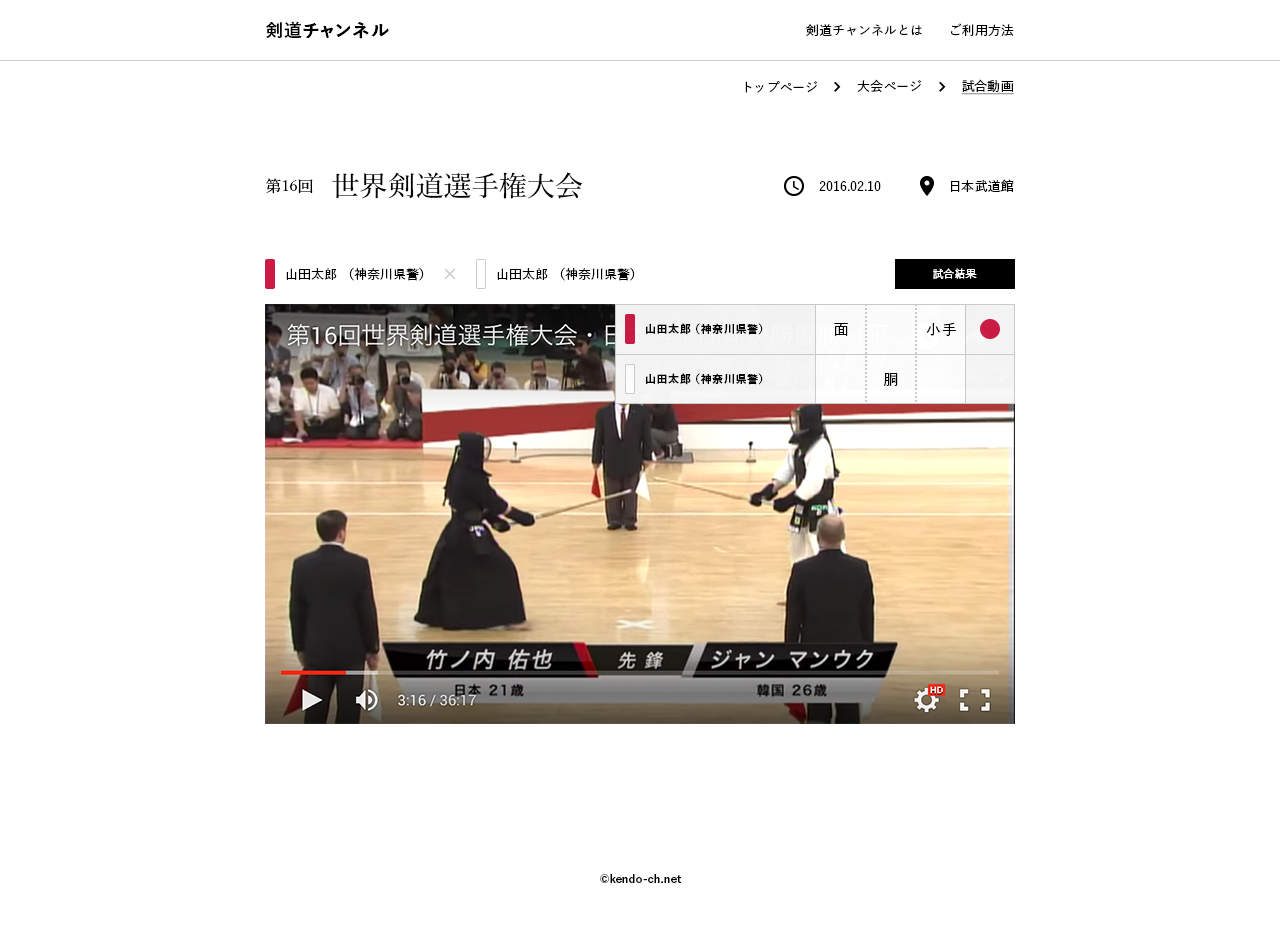 剣道チャンネル
剣道チャンネルとは
ご利用方法
トップページ
大会ページ
試合動画
第16回 世界剣道選手権大会
2016.02.10
日本武道館
山田太郎 (神奈川県警)
山田太郎 (神奈川県警)
試合結果
第16回世界剣道選手権大会・日
山田太郎 (神奈川県警) 面 小手
山田太郎 (神奈川県警) 胴
竹ノ内 佑也 先鋒 ジャン マンウク
日本 21歳 韓国 26歳
3:16 / 36:17
HD
©kendo-ch.net